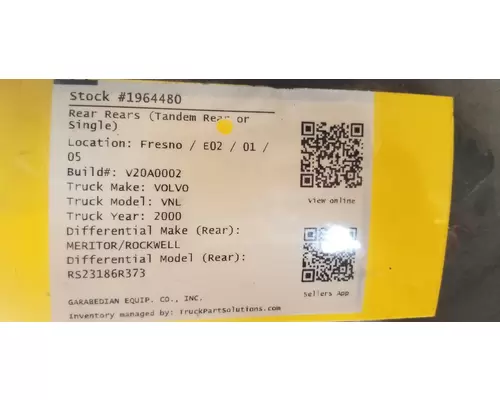 Stock #1964480
Rear Rears (Tandem Rear or
Single)
Location: Fresno / E02 / 01 /
05
Build#: V20A0002
Truck Make: VOLVO
Truck Model: VNL
Truck Year: 2000
Differential Make (Rear):
MERITOR/ROCKWELL
Differential Model (Rear):
RS23186R373
GARABEDIAN EQUIP. CO., INC.
inventory managed by: TruckPartSolutions.com
View online
Sellers App